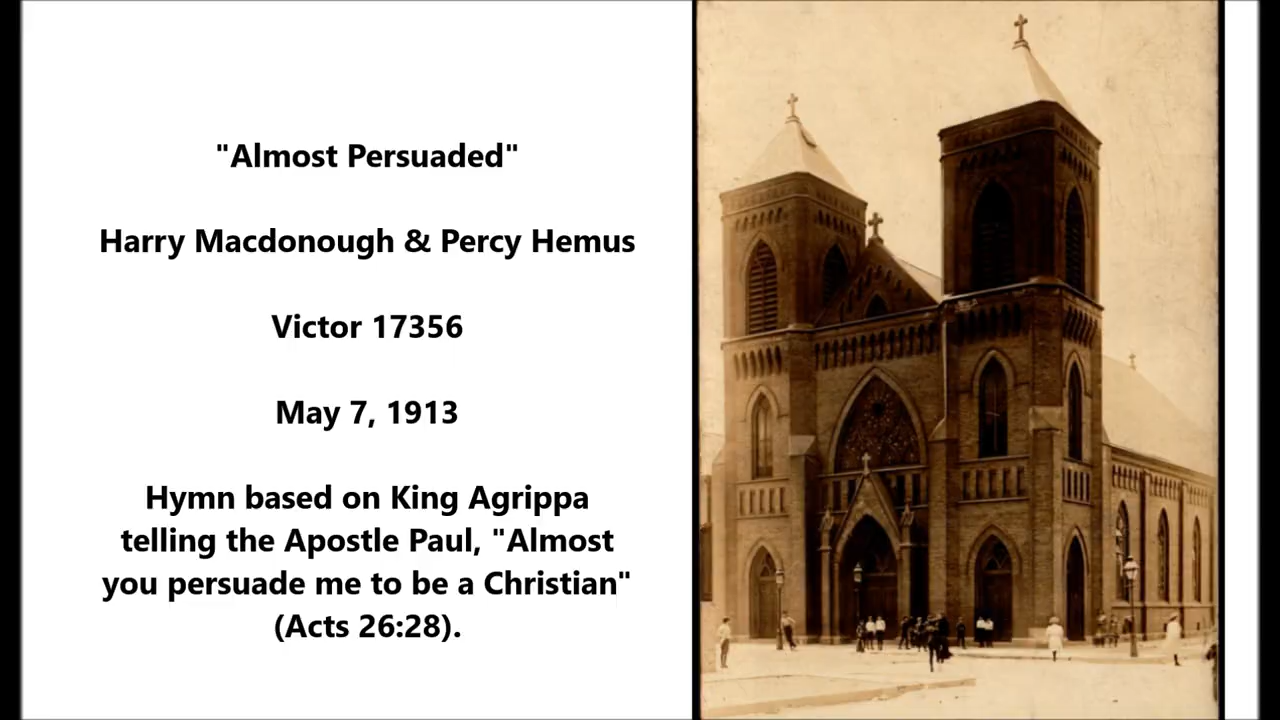 "Almost Persuaded"
Harry Macdonough & Percy Hemus
Victor 17356
May 7, 1913
Hymn based on King Agrippa
telling the Apostle Paul, "Almost
you persuade me to be a Christian"
(Acts 26:28).